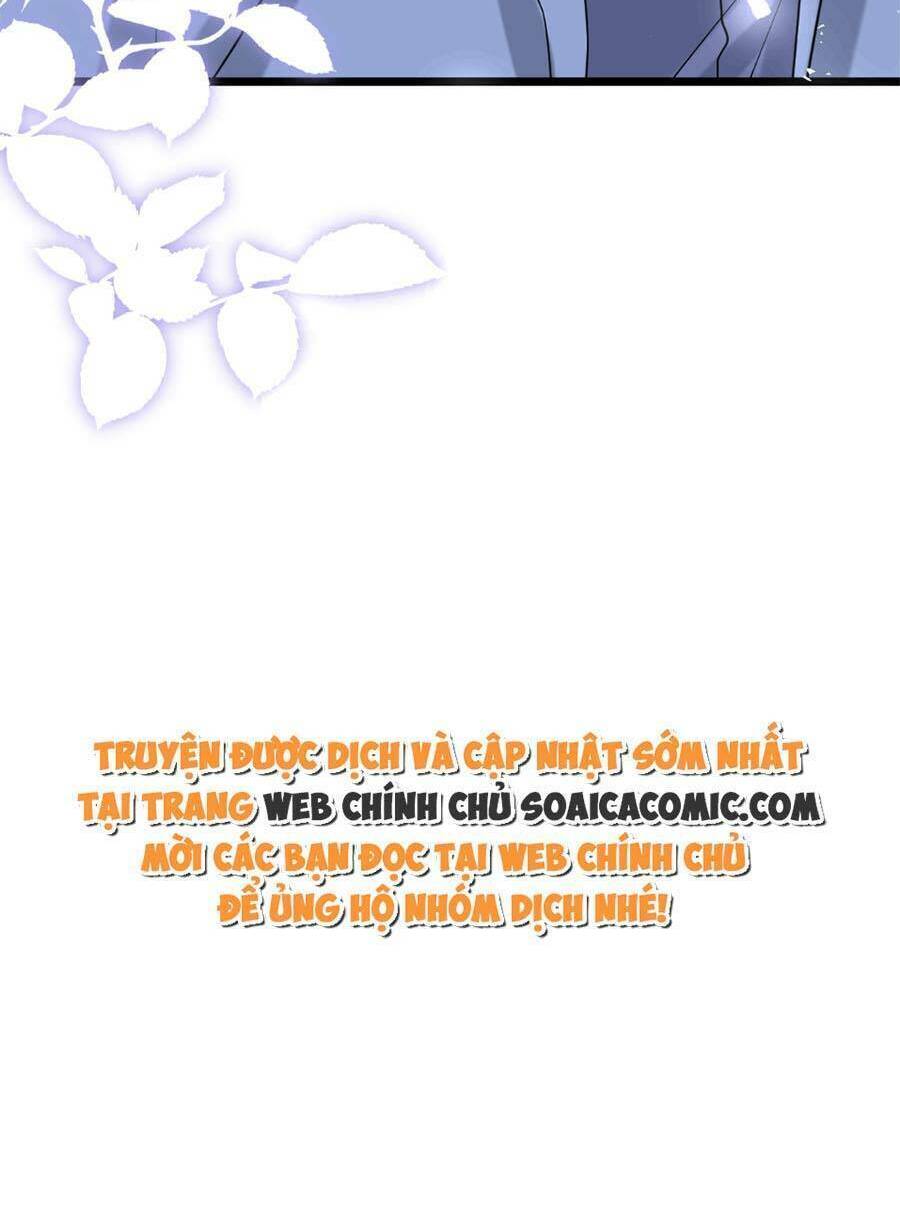 TRUYỆN ĐƯỢC DỊCH VÀ CẬP NHẬT SỚM NHẤT
TẠI TRANG WEB CHÍNH CHỦ SOAICACOMIC.COM
MỜI CÁC BẠN ĐỌC TẠI WEB CHÍNH CHỦ
ĐỂ ỦNG HỘ NHÓM DỊCH NHÉ!